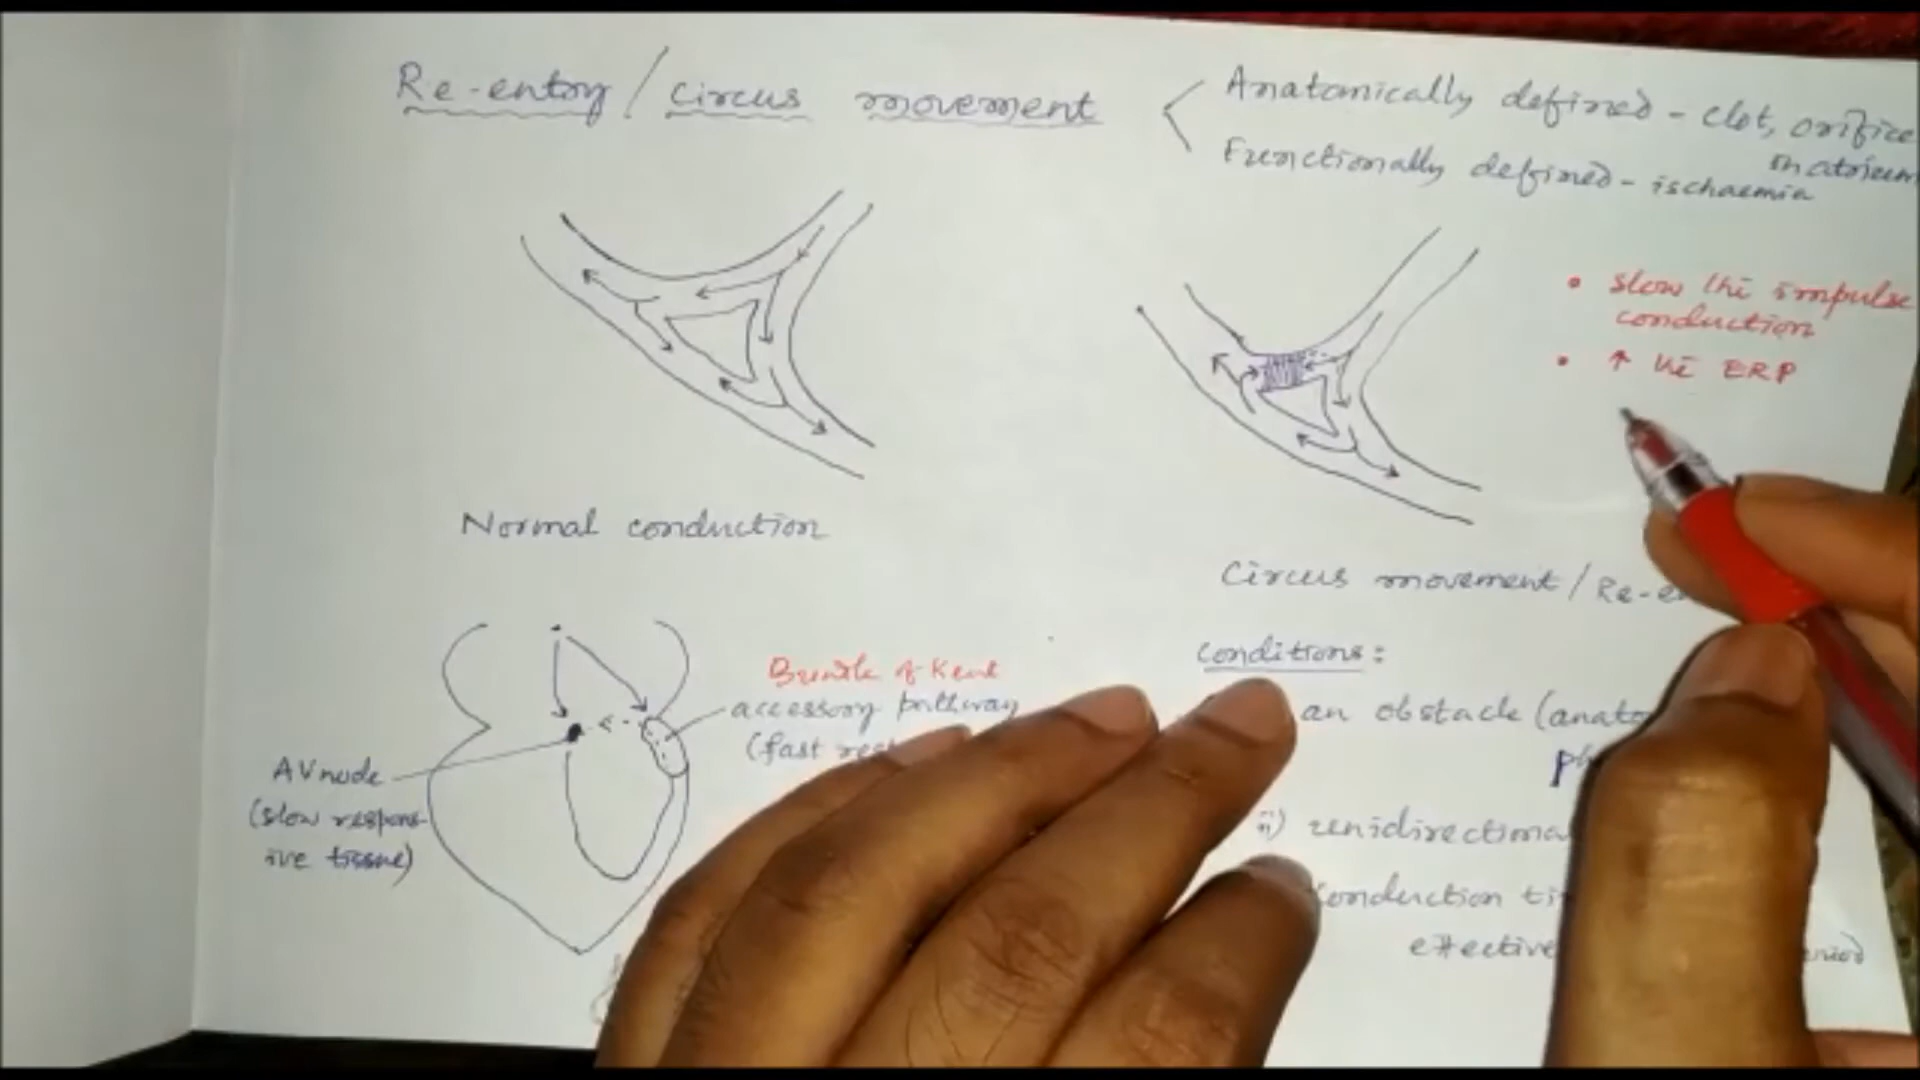 Re-entry / circus movement
Anatomically defined - clot, orifice
in atrium
Functionally defined - ischaemia
slow the impulse
conduction
↑ the ERP
Normal conduction
Circus movement / Re-e
Conditions:
an obstacle (anato
Bundle of Kent
accessory pathway
(fast res
AV node
(slow respons-
ive tissue)
ii) unidirectional
Conduction ti
effective